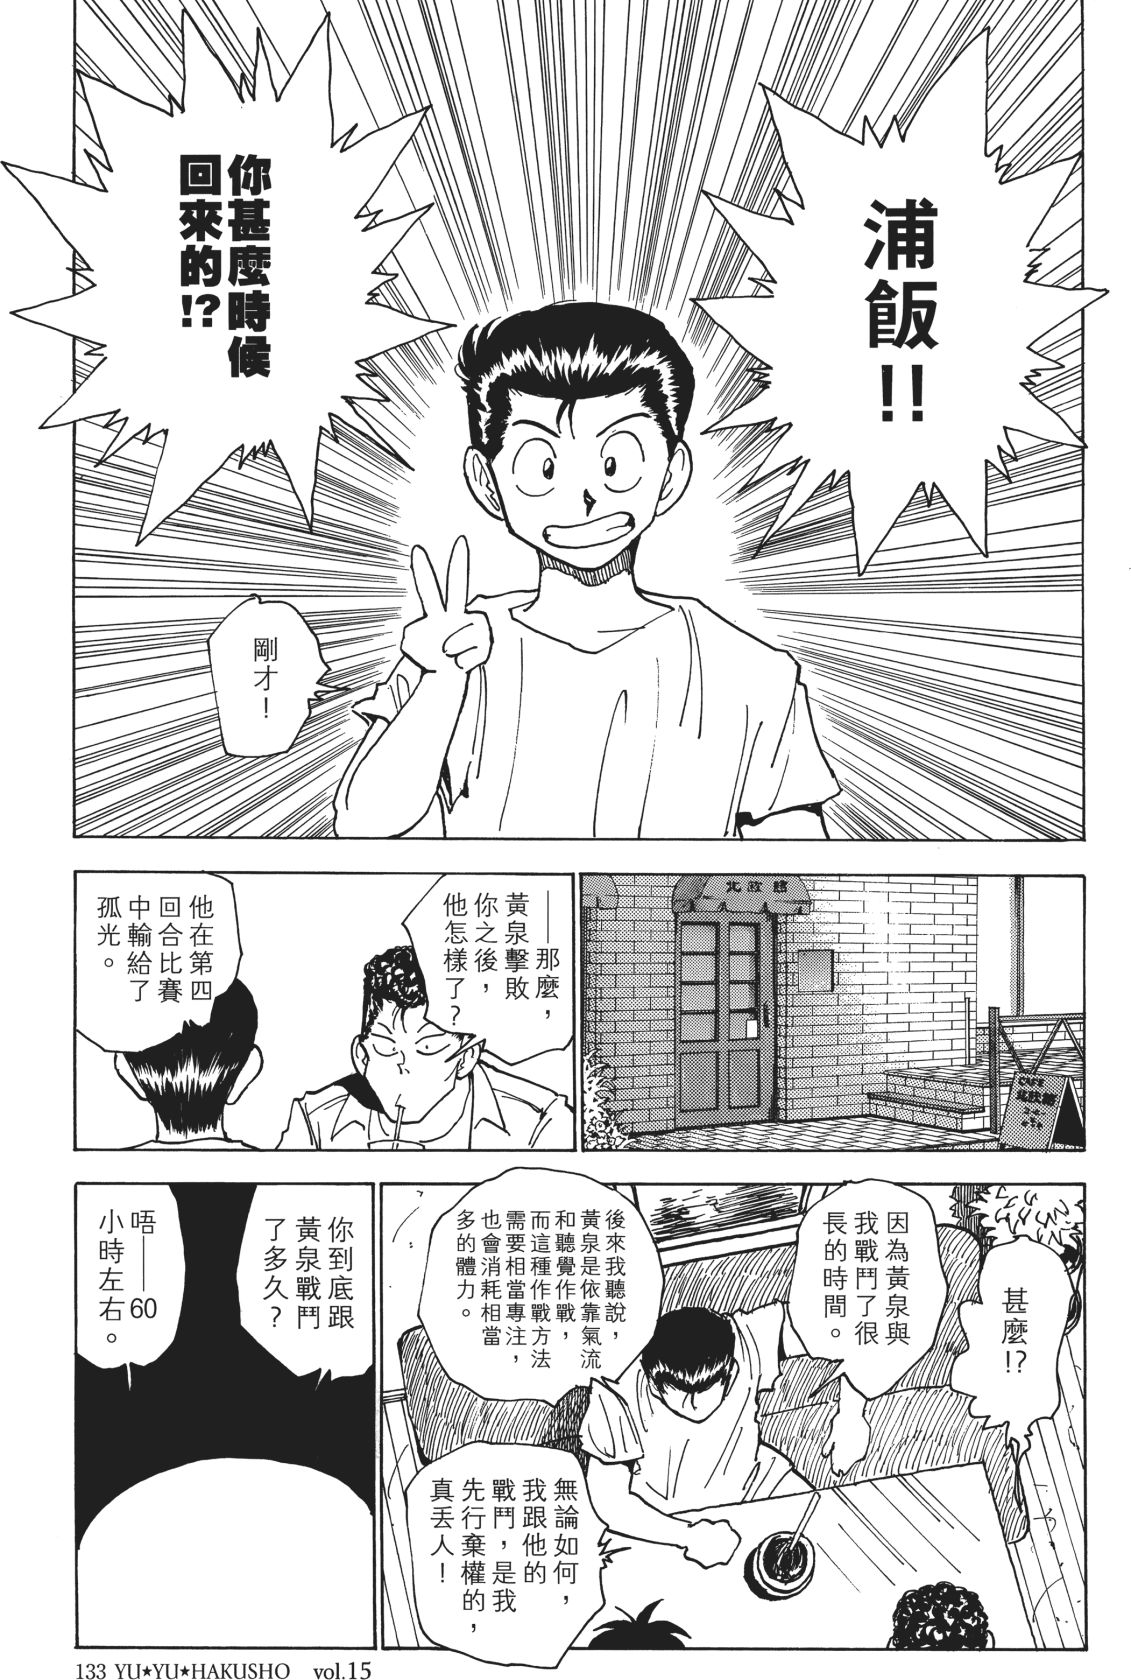 浦飯!!
你甚麼時候
回來的!?
剛才！
北欧館
CAFE
北欧館
——那麼，
黃泉擊敗
你之後，
他怎樣了？
他在第四
回合比賽
中輸給了
孤光。
甚麼!?
因為黃泉與
我戰鬥了很
長的時間。
後來我聽說，
黃泉是依靠氣流
和聽覺作戰，
而這種作戰方法
需要相當專注，
也會消耗相當
多的體力。
無論如何，
我跟他的
戰鬥，是我
先行棄權的，
真丟人！
你到底跟
黃泉戰鬥
了多久？
唔——60
小時左右。
133 YU★YU★HAKUSHO vol.15